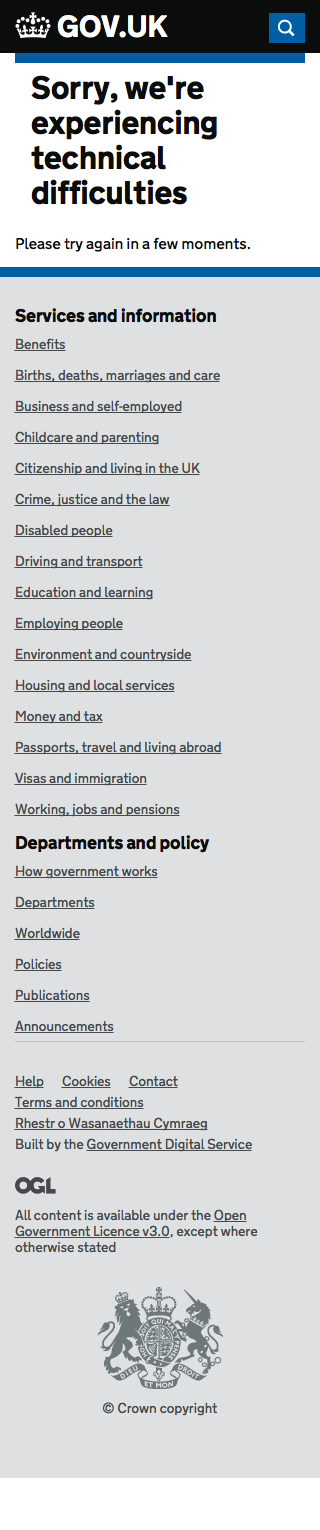 GOV.UK
Sorry, we're
experiencing
technical
difficulties
Please try again in a few moments.
Services and information
Benefits
Births, deaths, marriages and care
Business and self-employed
Childcare and parenting
Citizenship and living in the UK
Crime, justice and the law
Disabled people
Driving and transport
Education and learning
Employing people
Environment and countryside
Housing and local services
Money and tax
Passports, travel and living abroad
Visas and immigration
Working, jobs and pensions
Departments and policy
How government works
Departments
Worldwide
Policies
Publications
Announcements
Help Cookies Contact
Terms and conditions
Rhestr o Wasanaethau Cymraeg
Built by the Government Digital Service
OGL
All content is available under the Open
Government Licence v3.0, except where
otherwise stated
DIEU ET MON DROIT
© Crown copyright